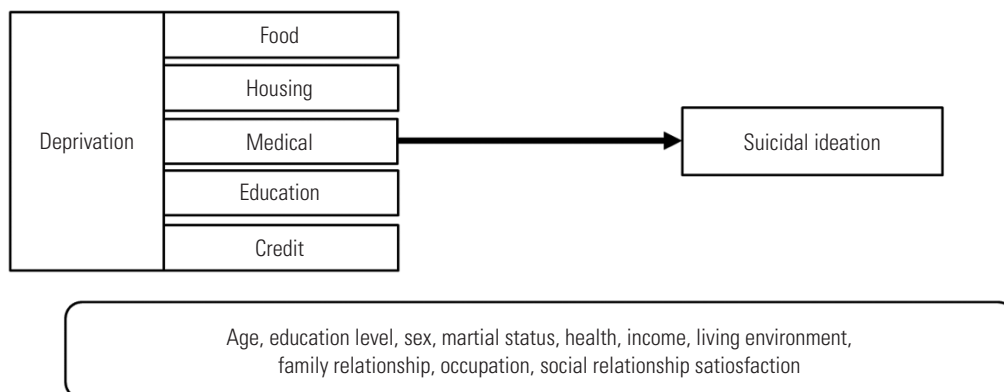 Deprivation
Food
Housing
Medical
Education
Credit
Suicidal ideation
Age, education level, sex, martial status, health, income, living environment,
family relationship, occupation, social relationship satiosfaction